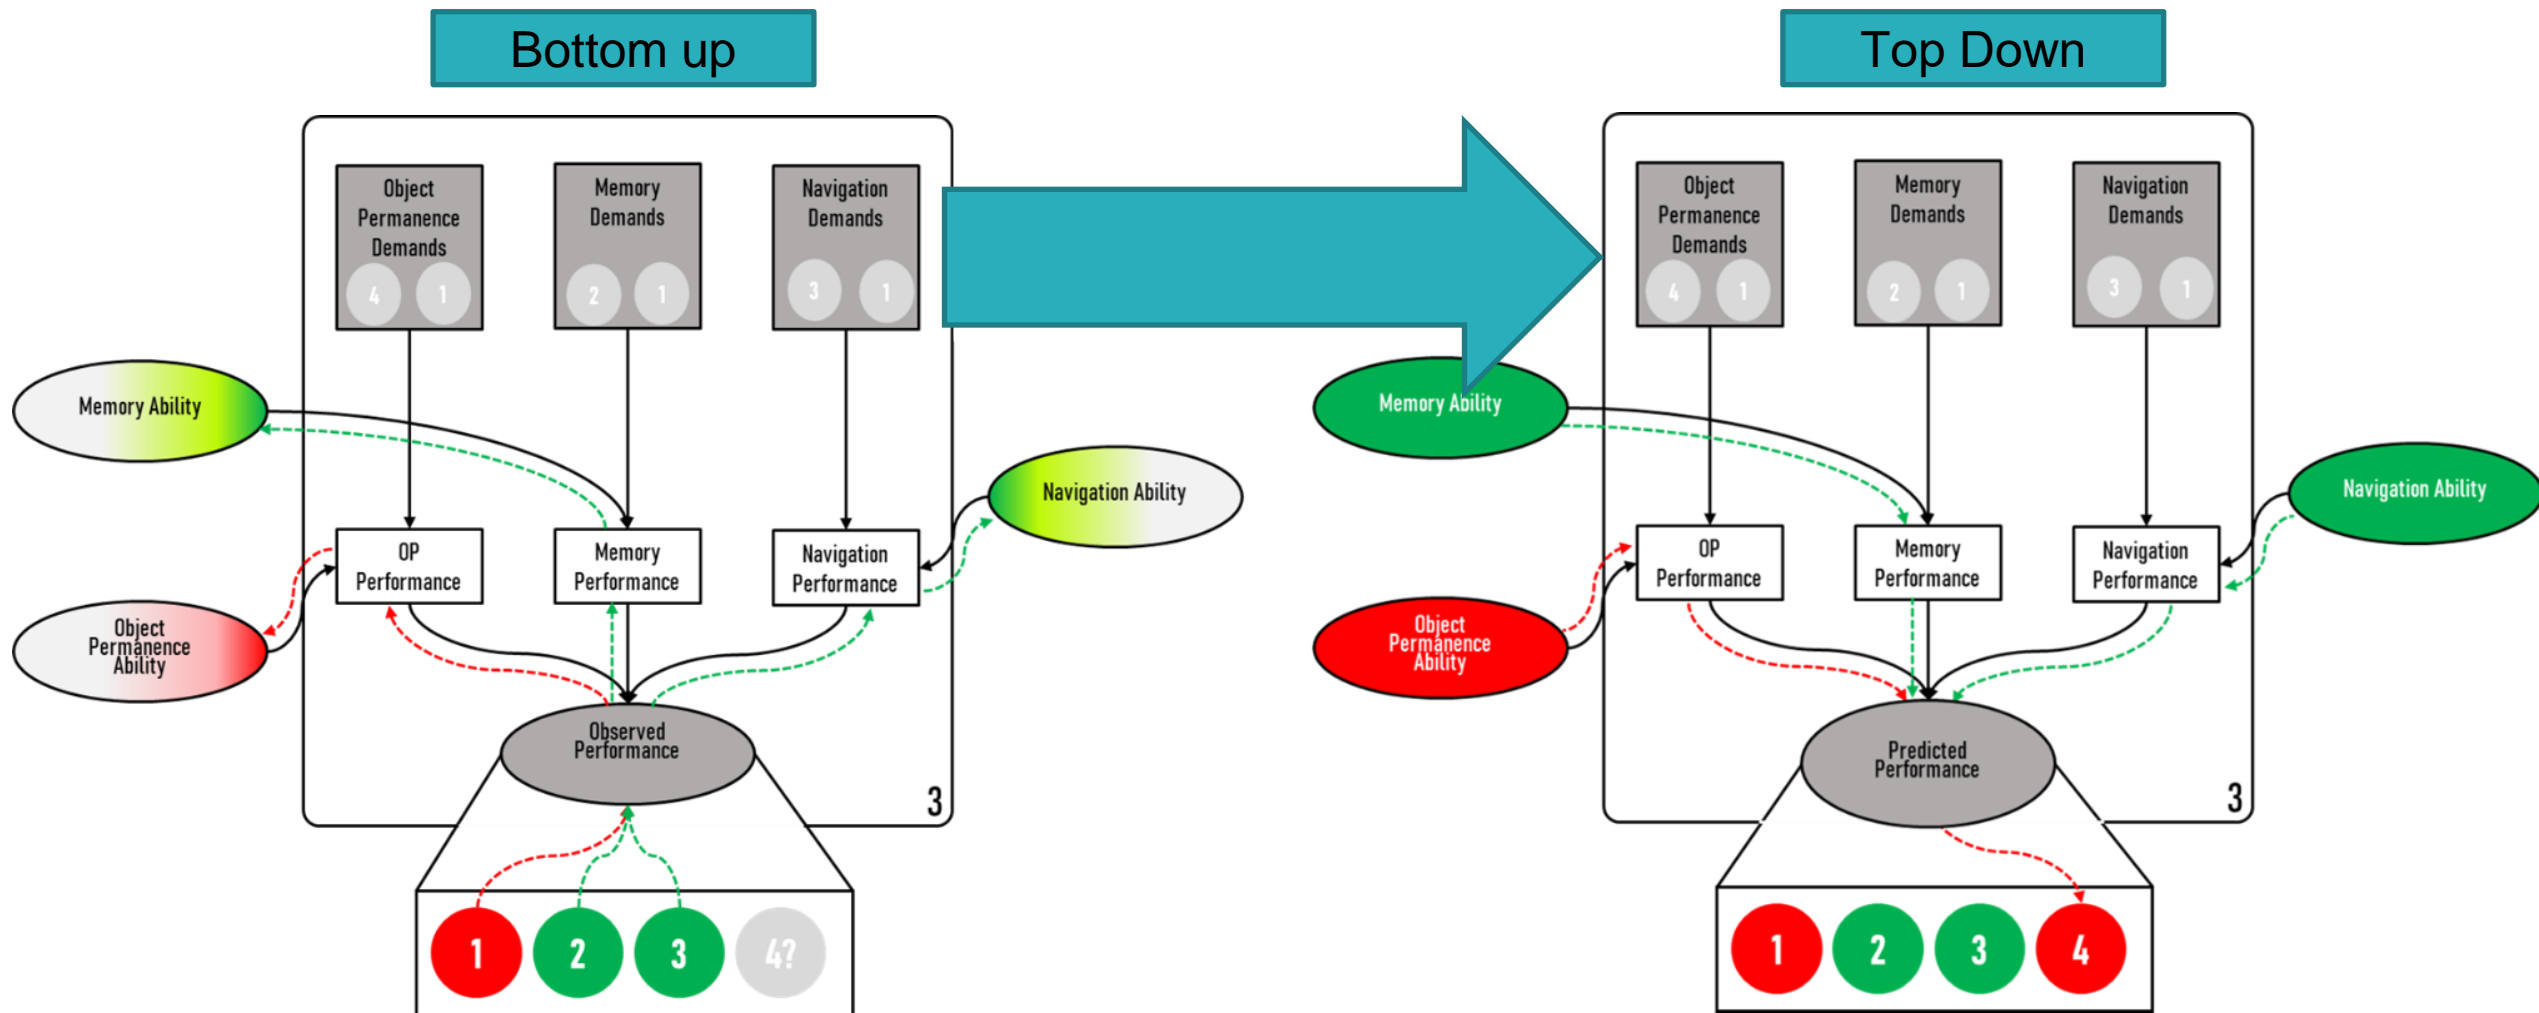 Bottom up
Top Down
Object
Permanence
Demands
4 1
Memory
Demands
2 1
Navigation
Demands
3 1
Memory Ability
Navigation Ability
OP
Performance
Memory
Performance
Navigation
Performance
Object
Permanence
Ability
Observed
Performance
3
1 2 3 4?
Object
Permanence
Demands
4 1
Memory
Demands
2 1
Navigation
Demands
3 1
Memory Ability
Navigation Ability
OP
Performance
Memory
Performance
Navigation
Performance
Object
Permanence
Ability
Predicted
Performance
3
1 2 3 4